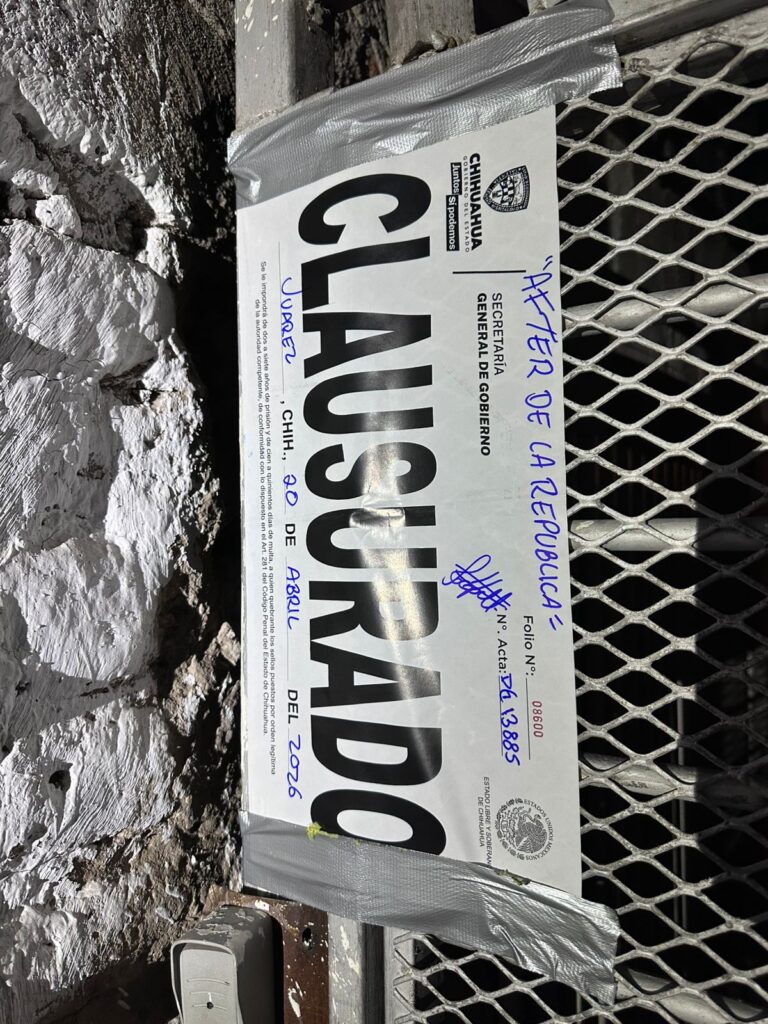 "AFTER DE LA REPUBLICA"
CHIHUAHUA
GOBIERNO DEL ESTADO
Juntos Sí podemos
SECRETARÍA
GENERAL DE GOBIERNO
Folio N°: 08600
N°. Acta: DG 13885
ESTADOS UNIDOS MEXICANOS
ESTADO LIBRE Y SOBERANO
DE CHIHUAHUA
CLAUSURADO
JUAREZ, CHIH., 20 DE ABRIL DEL 2026
Se le impondrá de dos a siete años de prisión y de cien a quinientos días de multa, a quien quebrante los sellos puestos por orden legítima
de la autoridad competente, de conformidad con lo dispuesto en el Art. 281 del Código Penal del Estado de Chihuahua.